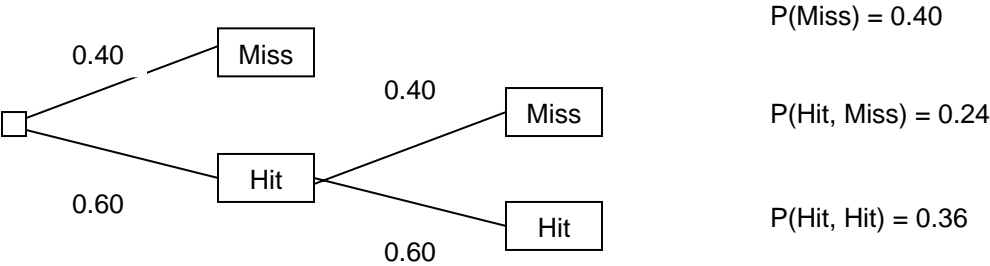 P(Miss) = 0.40
0.40
Miss
0.40
Miss
P(Hit, Miss) = 0.24
Hit
0.60
Hit
P(Hit, Hit) = 0.36
0.60